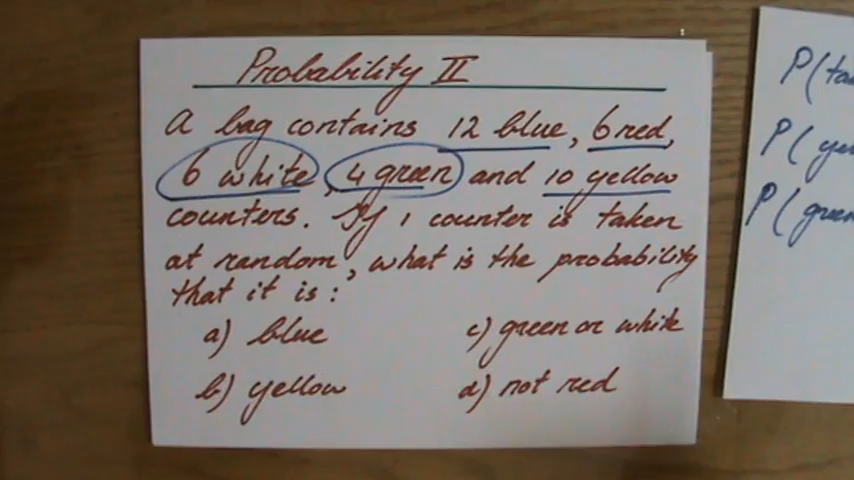 Probability II
A bag contains 12 blue, 6 red,
6 white, 4 green and 10 yellow
counters. If 1 counter is taken
at random, what is the probability
that it is:
a) blue
c) green or white
b) yellow
d) not red
P(
P(
P(green